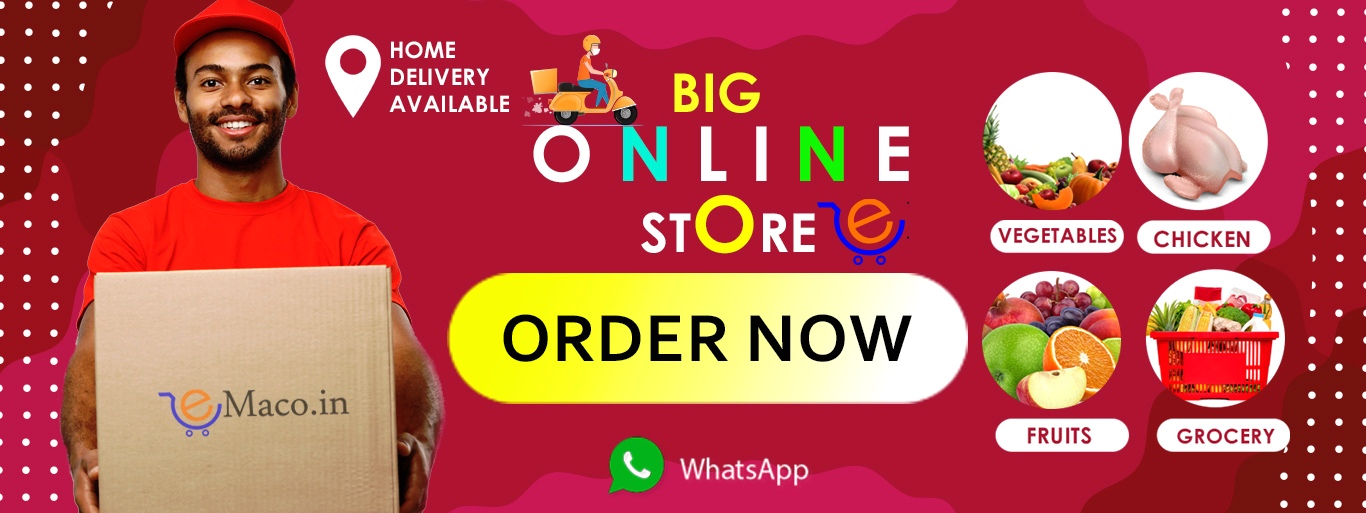 HOME
DELIVERY
AVAILABLE
BIG
ONLINE
STORE e
ORDER NOW
WhatsApp
VEGETABLES
CHICKEN
FRUITS
GROCERY
eMaco.in